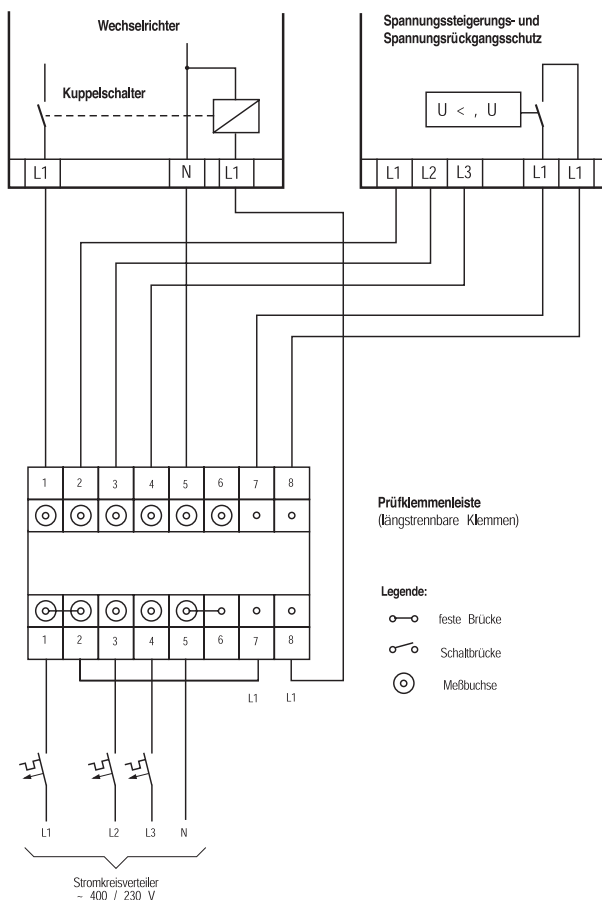 Wechselrichter
Spannungssteigerungs- und
Spannungsrückgangsschutz
Kuppelschalter
U < , U
L1 N L1
L1 L2 L3 L1 L1
1 2 3 4 5 6 7 8
Prüfklemmenleiste
(längstrennbare Klemmen)
Legende:
feste Brücke
Schaltbrücke
Meßbuchse
1 2 3 4 5 6 7 8
L1 L1
L1 L2 L3 N
Stromkreisverteiler
~ 400 / 230 V